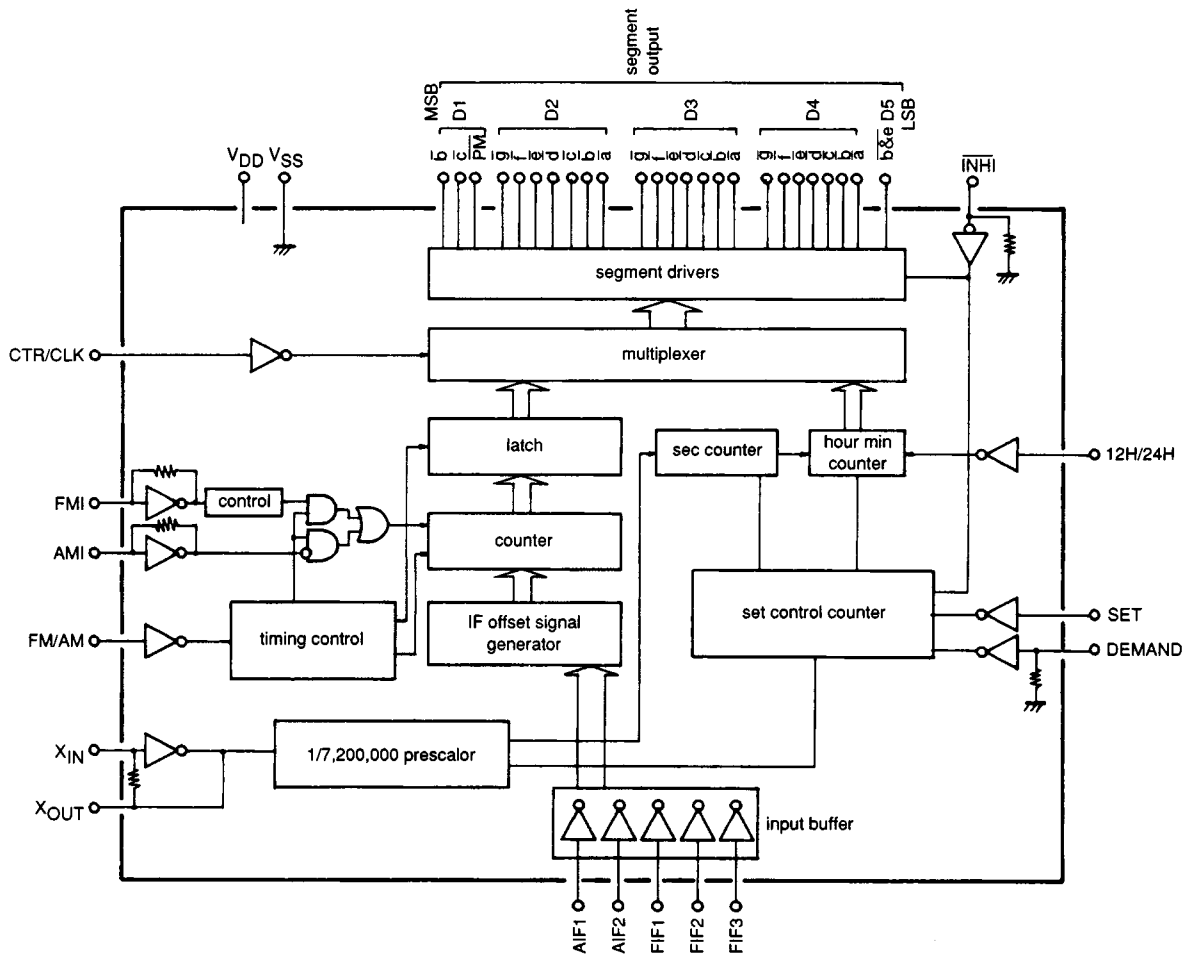 segment
output
MSB
D1
D2
D3
D4
D5
LSB
b c PM g f e d c b a g f e d c b a g f e d c b a b&e
VDD
VSS
INHI
segment drivers
CTR/CLK
multiplexer
latch
sec counter
hour min
counter
12H/24H
FMI
control
AMI
counter
FM/AM
timing control
IF offset signal
generator
set control counter
SET
DEMAND
XIN
1/7,200,000 prescalor
XOUT
input buffer
AIF1
AIF2
FIF1
FIF2
FIF3